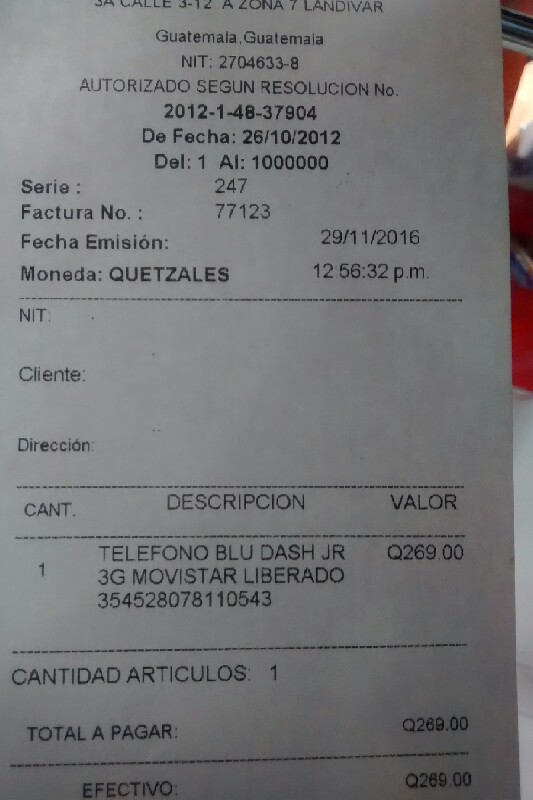 3A CALLE 3-12 A ZONA 7 LANDIVAR
Guatemala,Guatemala
NIT: 2704633-8
AUTORIZADO SEGUN RESOLUCION No.
2012-1-48-37904
De Fecha: 26/10/2012
Del: 1 Al: 1000000
Serie : 247
Factura No. : 77123
Fecha Emisión: 29/11/2016
Moneda: QUETZALES 12 56:32 p.m.
NIT:
Cliente:
Dirección:
CANT. DESCRIPCION VALOR
1 TELEFONO BLU DASH JR Q269.00
3G MOVISTAR LIBERADO
354528078110543
CANTIDAD ARTICULOS: 1
TOTAL A PAGAR: Q269.00
EFECTIVO: Q269.00